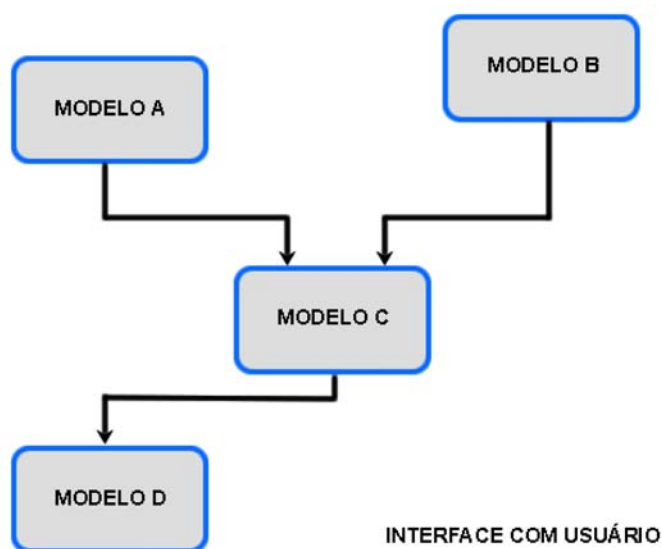 MODELO A
MODELO B
MODELO C
MODELO D
INTERFACE COM USUÁRIO